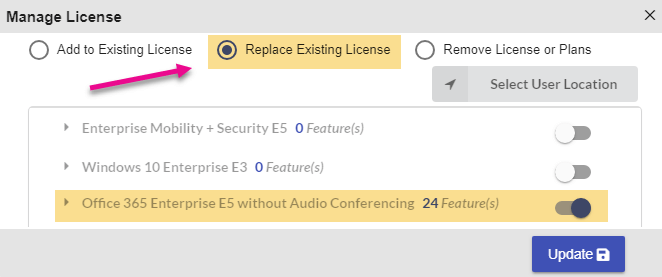 Manage License
Add to Existing License Replace Existing License Remove License or Plans
Select User Location
Enterprise Mobility + Security E5 0 Feature(s)
Windows 10 Enterprise E3 0 Feature(s)
Office 365 Enterprise E5 without Audio Conferencing 24 Feature(s)
Update